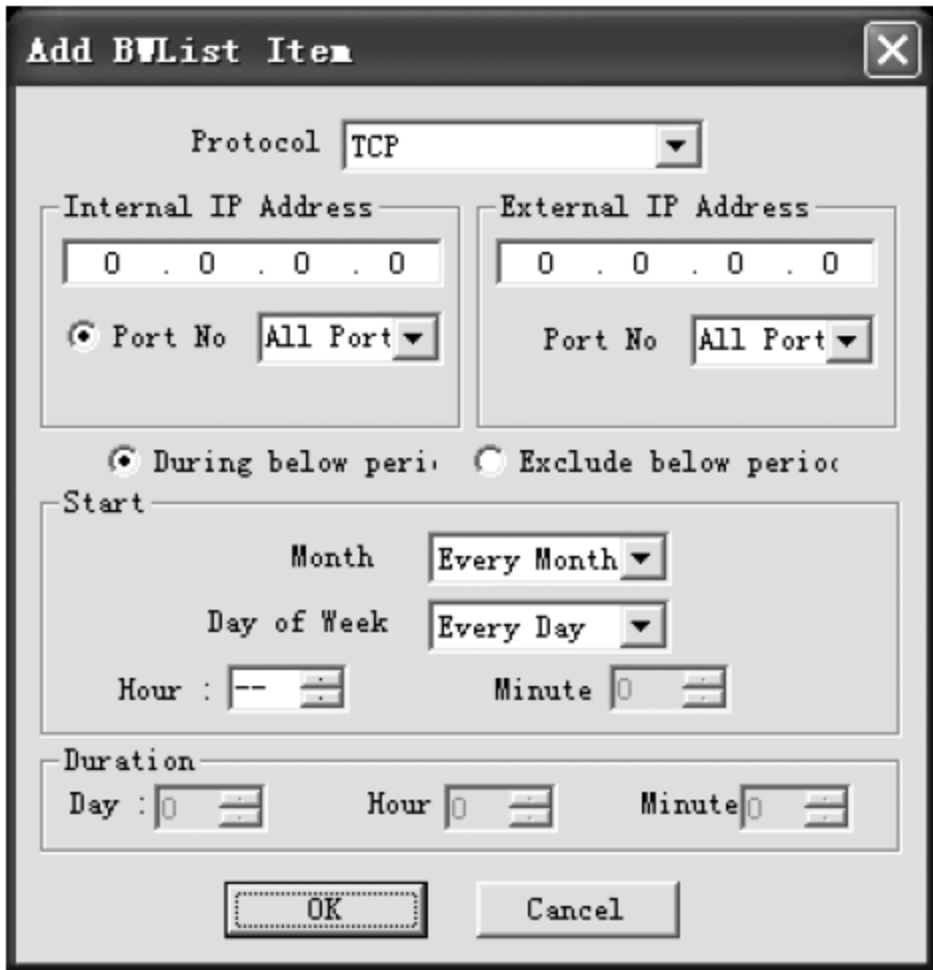 Add BWList Item
Protocol TCP
Internal IP Address External IP Address
0 . 0 . 0 . 0 0 . 0 . 0 . 0
Port No All Port Port No All Port
During below peri Exclude below perio
Start
Month Every Month
Day of Week Every Day
Hour : -- Minute 0
Duration
Day : 0 Hour 0 Minute 0
OK Cancel